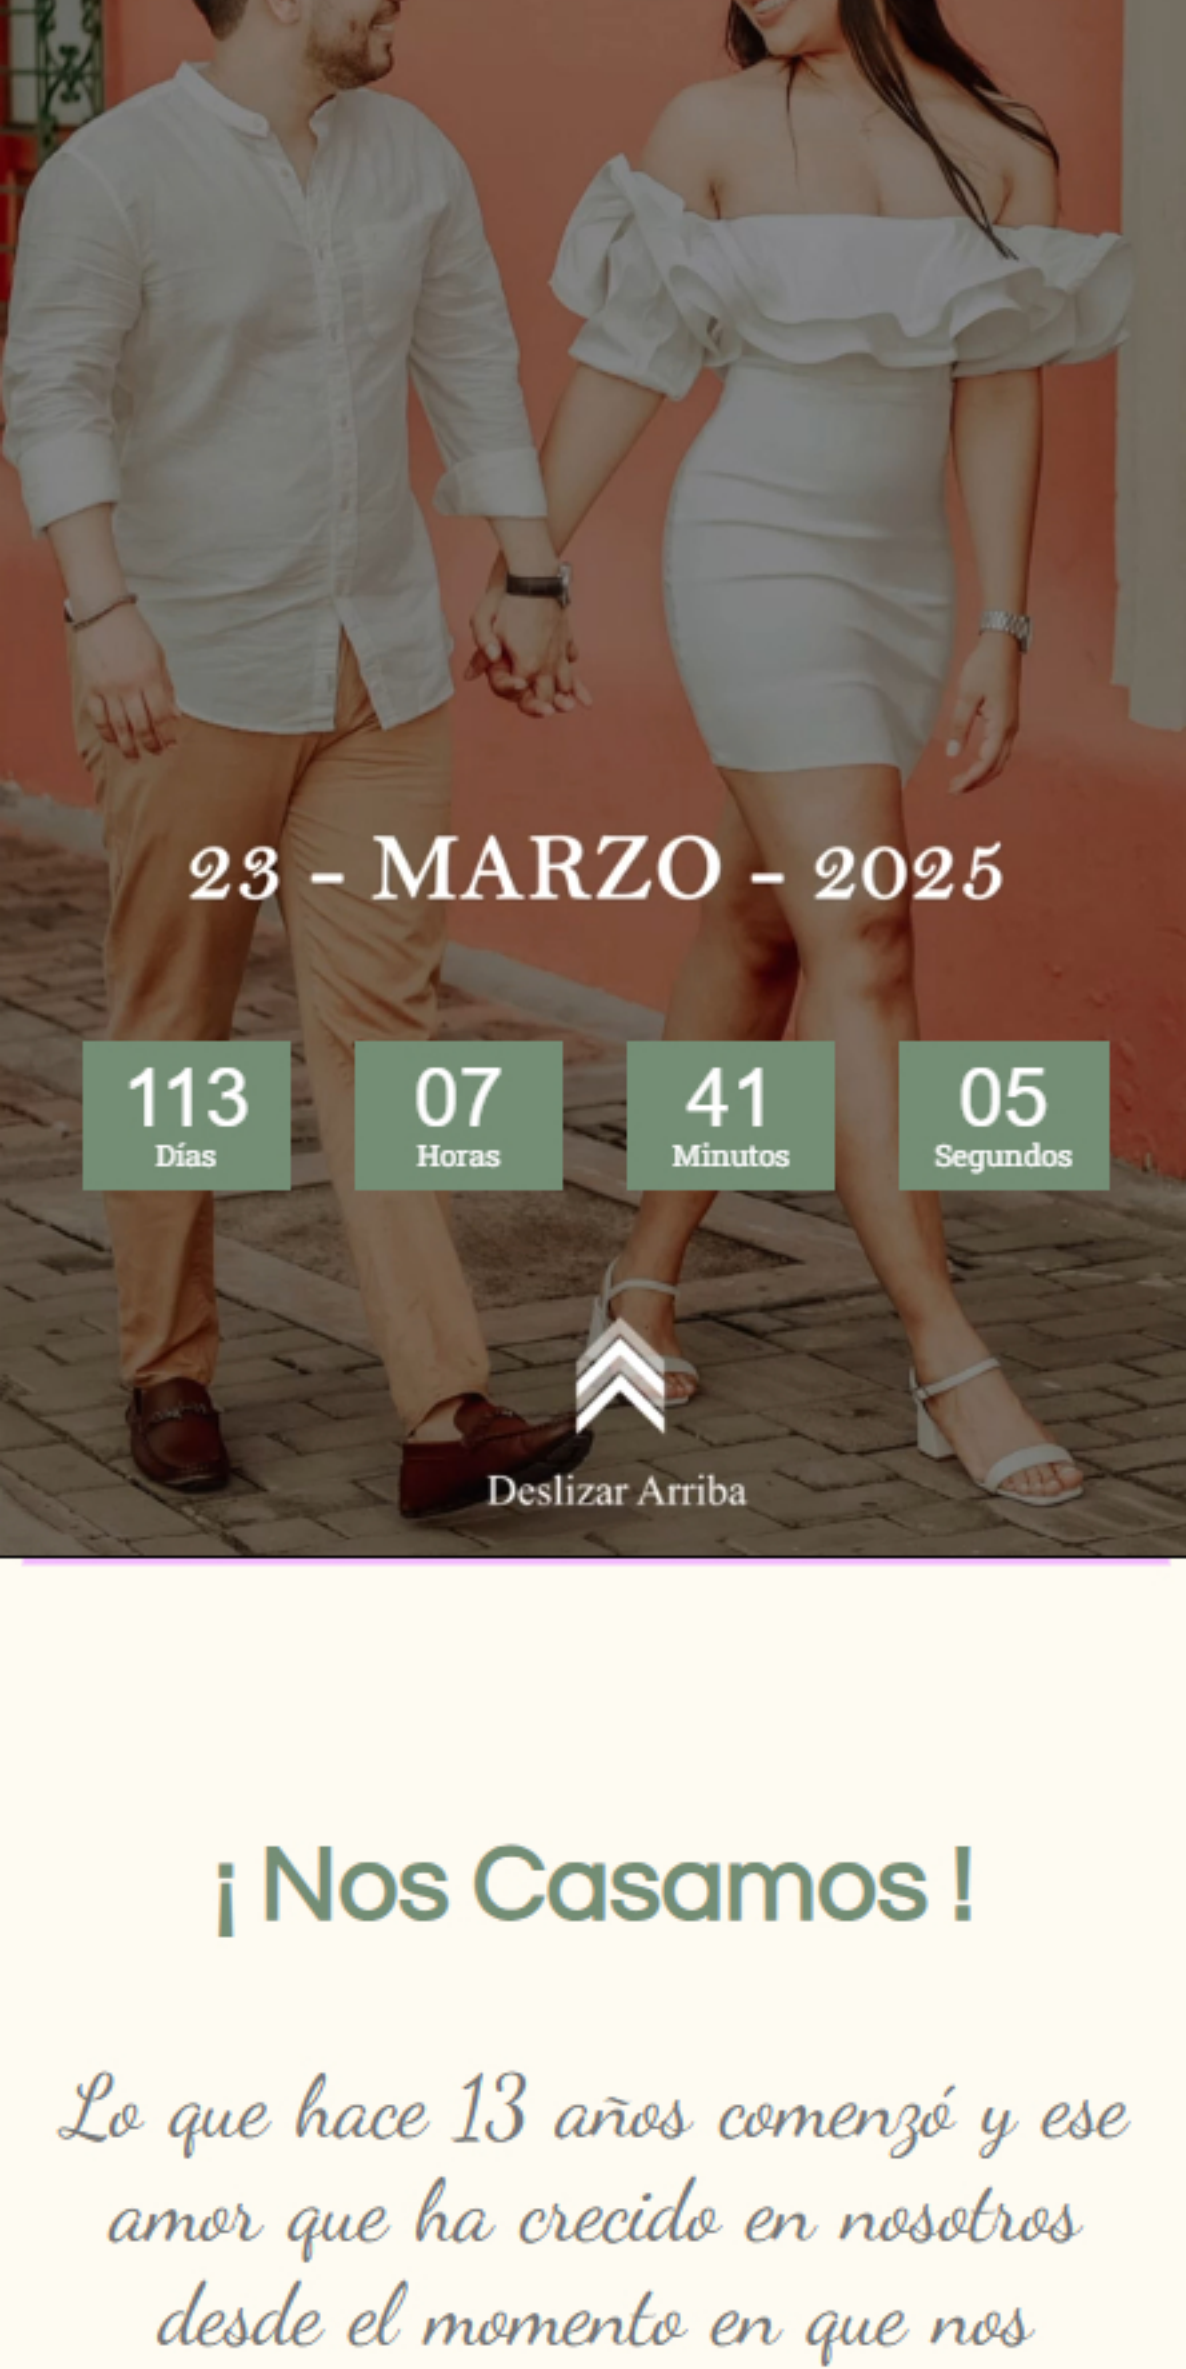 23 - MARZO - 2025
113 07 41 05
Días Horas Minutos Segundos
Deslizar Arriba
¡ Nos Casamos !
Lo que hace 13 años comenzó y ese
amor que ha crecido en nosotros
desde el momento en que nos